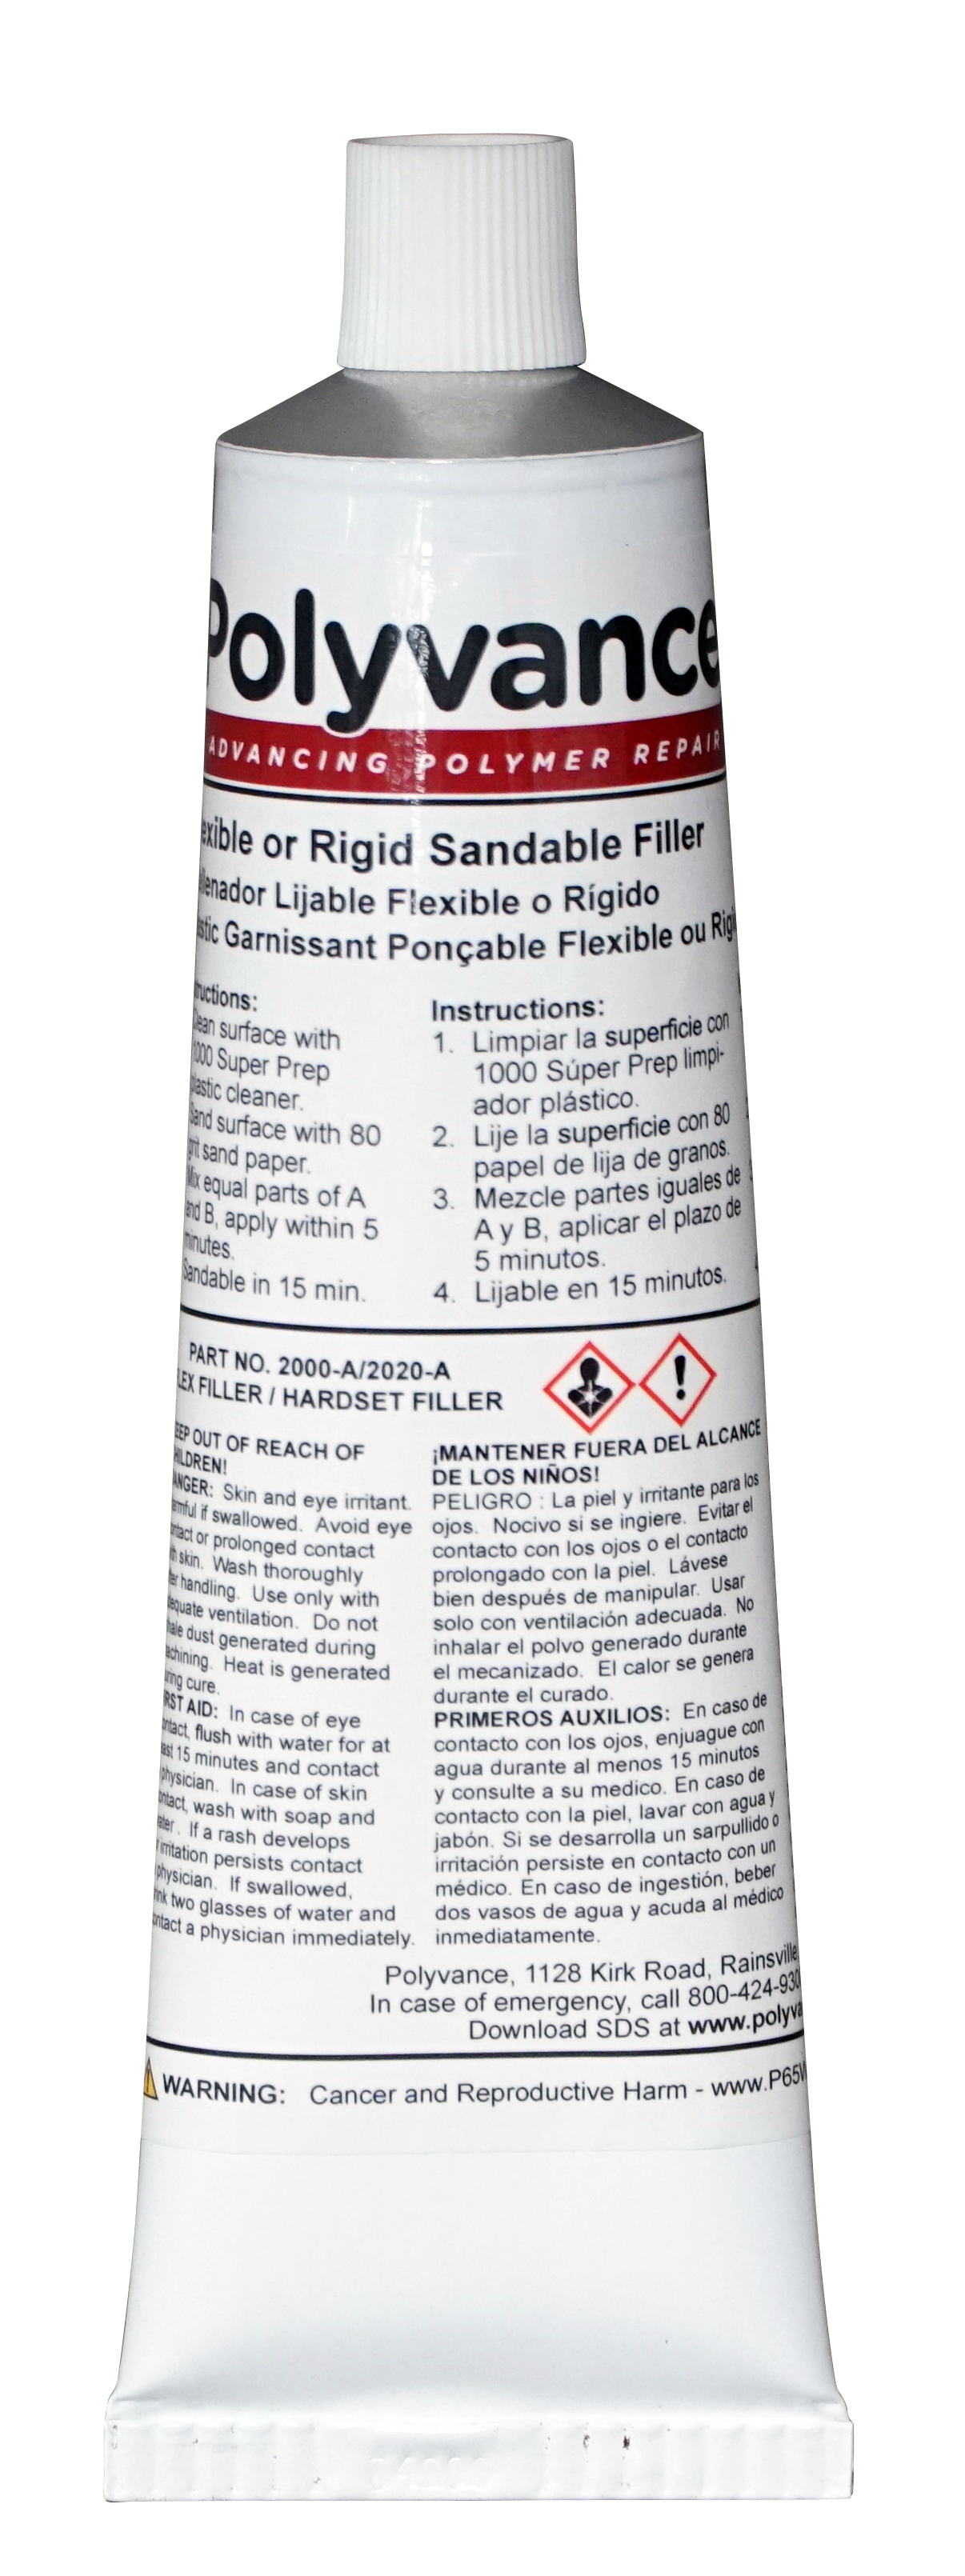 Polyvance
ADVANCING POLYMER REPAIR
exible or Rigid Sandable Filler
llenador Lijable Flexible o Rígido
stic Garnissant Ponçable Flexible ou Rigi
ructions:
lean surface with
1000 Super Prep
plastic cleaner.
Sand surface with 80
grit sand paper.
Mix equal parts of A
and B, apply within 5
minutes.
Sandable in 15 min.
Instructions:
1. Limpiar la superficie con
1000 Súper Prep limpi-
ador plástico.
2. Lije la superficie con 80
papel de lija de granos.
3. Mezcle partes iguales de
A y B, aplicar el plazo de
5 minutos.
4. Lijable en 15 minutos.
PART NO. 2000-A/2020-A
LEX FILLER / HARDSET FILLER
EEP OUT OF REACH OF
HILDREN!
ANGER: Skin and eye irritant.
armful if swallowed. Avoid eye
ntact or prolonged contact
th skin. Wash thoroughly
ter handling. Use only with
equate ventilation. Do not
hale dust generated during
achining. Heat is generated
ring cure.
RST AID: In case of eye
ntact, flush with water for at
ast 15 minutes and contact
physician. In case of skin
ontact, wash with soap and
ater. If a rash develops
r irritation persists contact
physician. If swallowed,
ink two glasses of water and
ontact a physician immediately.
¡MANTENER FUERA DEL ALCANCE
DE LOS NIÑOS!
PELIGRO : La piel y irritante para los
ojos. Nocivo si se ingiere. Evitar el
contacto con los ojos o el contacto
prolongado con la piel. Lávese
bien después de manipular. Usar
solo con ventilación adecuada. No
inhalar el polvo generado durante
el mecanizado. El calor se genera
durante el curado.
PRIMEROS AUXILIOS: En caso de
contacto con los ojos, enjuague con
agua durante al menos 15 minutos
y consulte a su medico. En caso de
contacto con la piel, lavar con agua y
jabón. Si se desarrolla un sarpullido o
irritación persiste en contacto con un
médico. En caso de ingestión, beber
dos vasos de agua y acuda al médico
inmediatamente.
Polyvance, 1128 Kirk Road, Rainsville
In case of emergency, call 800-424-930
Download SDS at www.polyva
WARNING: Cancer and Reproductive Harm - www.P65W